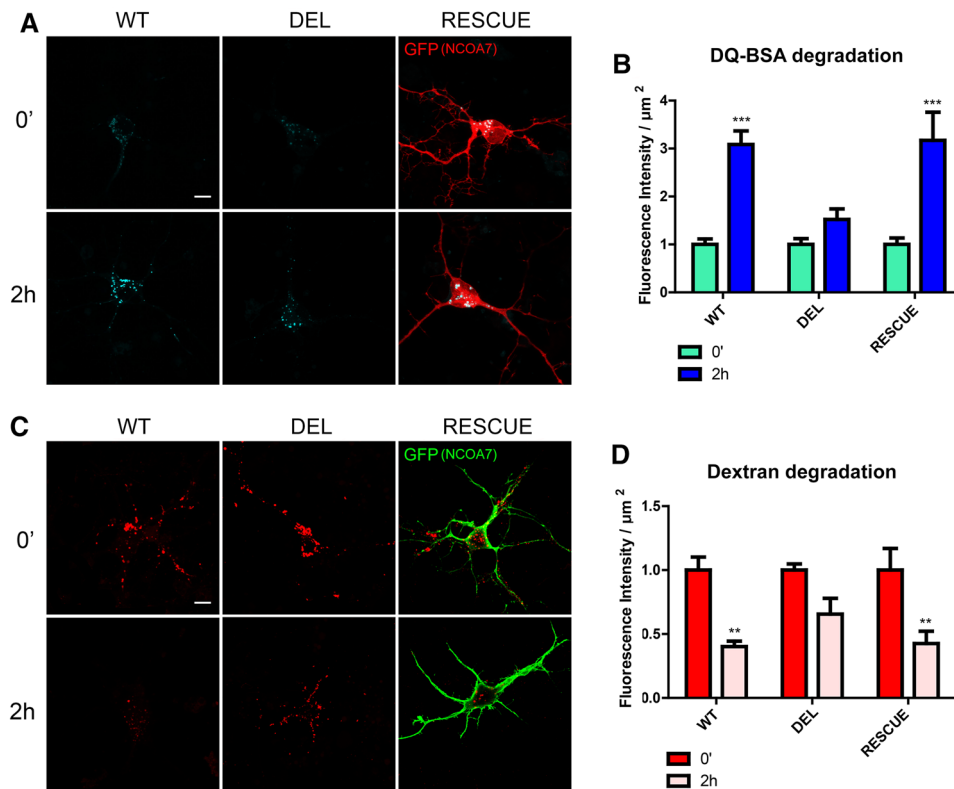 A
WT DEL RESCUE
GFP (NCOA7)
0'
2h
B
DQ-BSA degradation
Fluorescence Intensity / μm 2
4
3
2
1
0
***
***
WT
DEL
RESCUE
0'
2h
C
WT DEL RESCUE
GFP (NCOA7)
0'
2h
D
Dextran degradation
Fluorescence Intensity / μm 2
1.5
1.0
0.5
0.0
**
**
WT
DEL
RESCUE
0'
2h